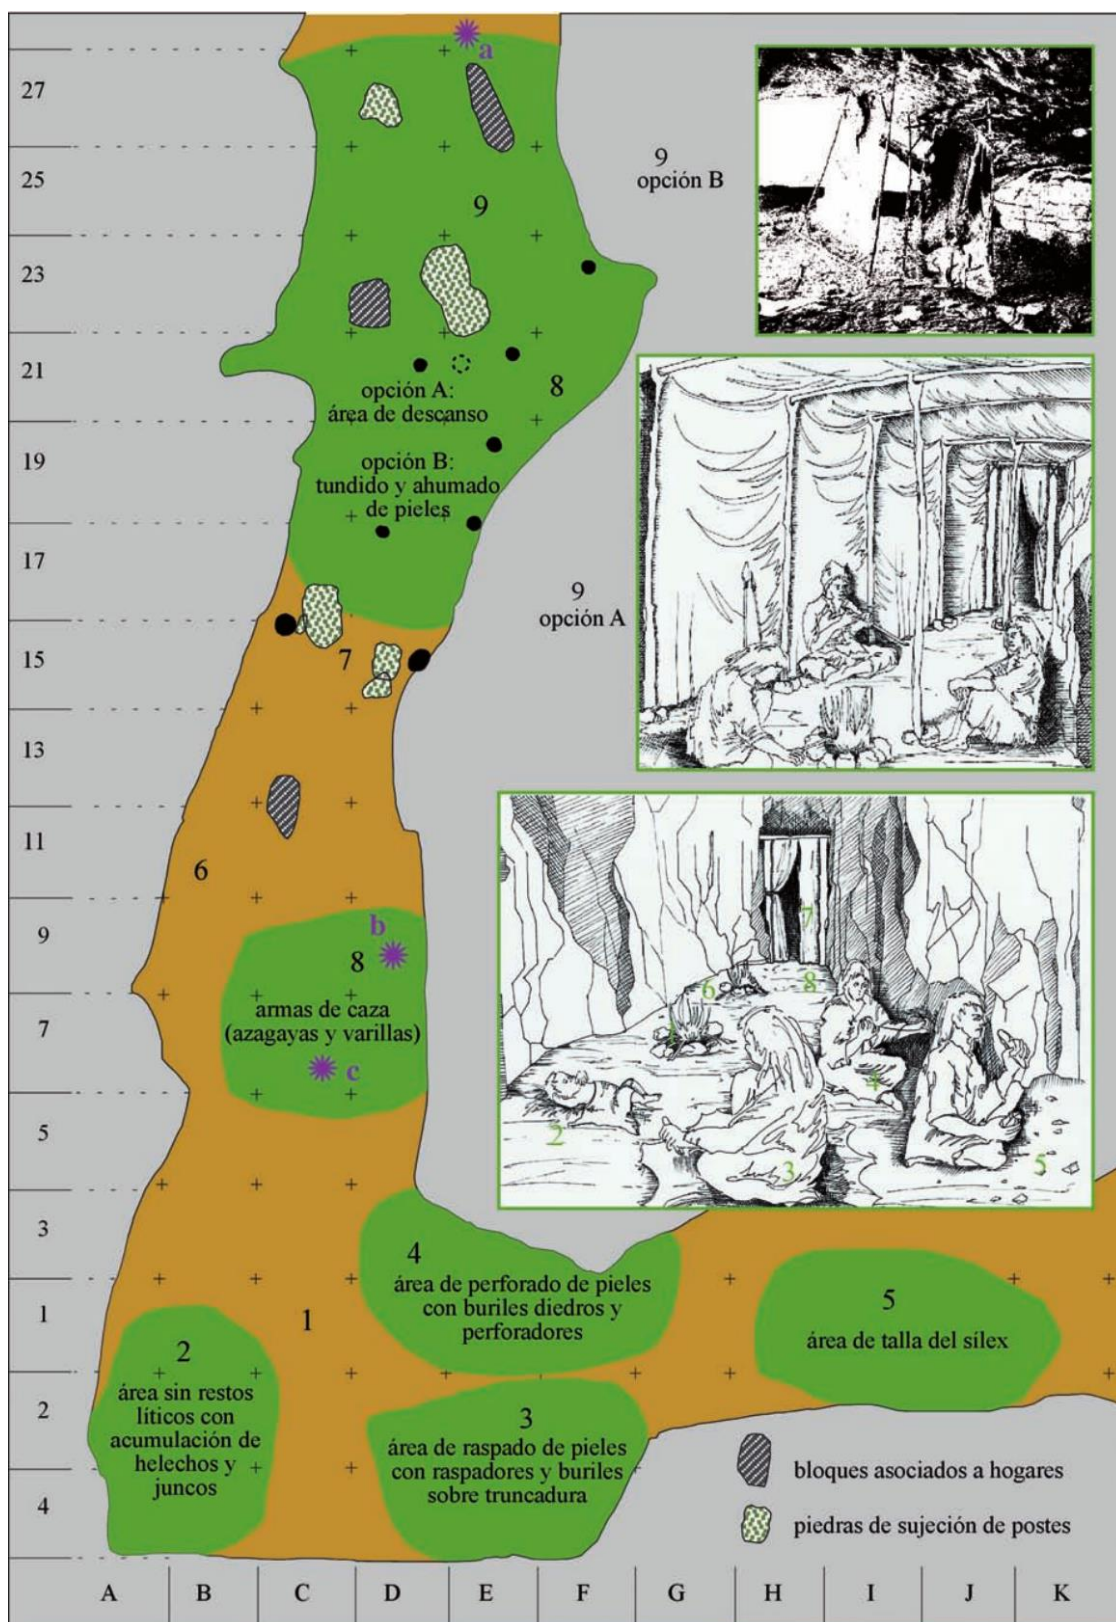 a
27
25
9
9
opción B
23
21
opción A:
área de descanso
8
19
opción B:
tundido y ahumado
de pieles
17
9
opción A
15
7
13
11
6
9
b
8
7
armas de caza
(azagayas y varillas)
c
5
7
6
8
1
4
2
3
5
3
4
área de perforado de pieles
con buriles diedros y
perforadores
1
1
5
área de talla del sílex
2
área sin restos
líticos con
acumulación de
helechos y
juncos
2
3
área de raspado de pieles
con raspadores y buriles
sobre truncadura
4
bloques asociados a hogares
piedras de sujeción de postes
A B C D E F G H I J K